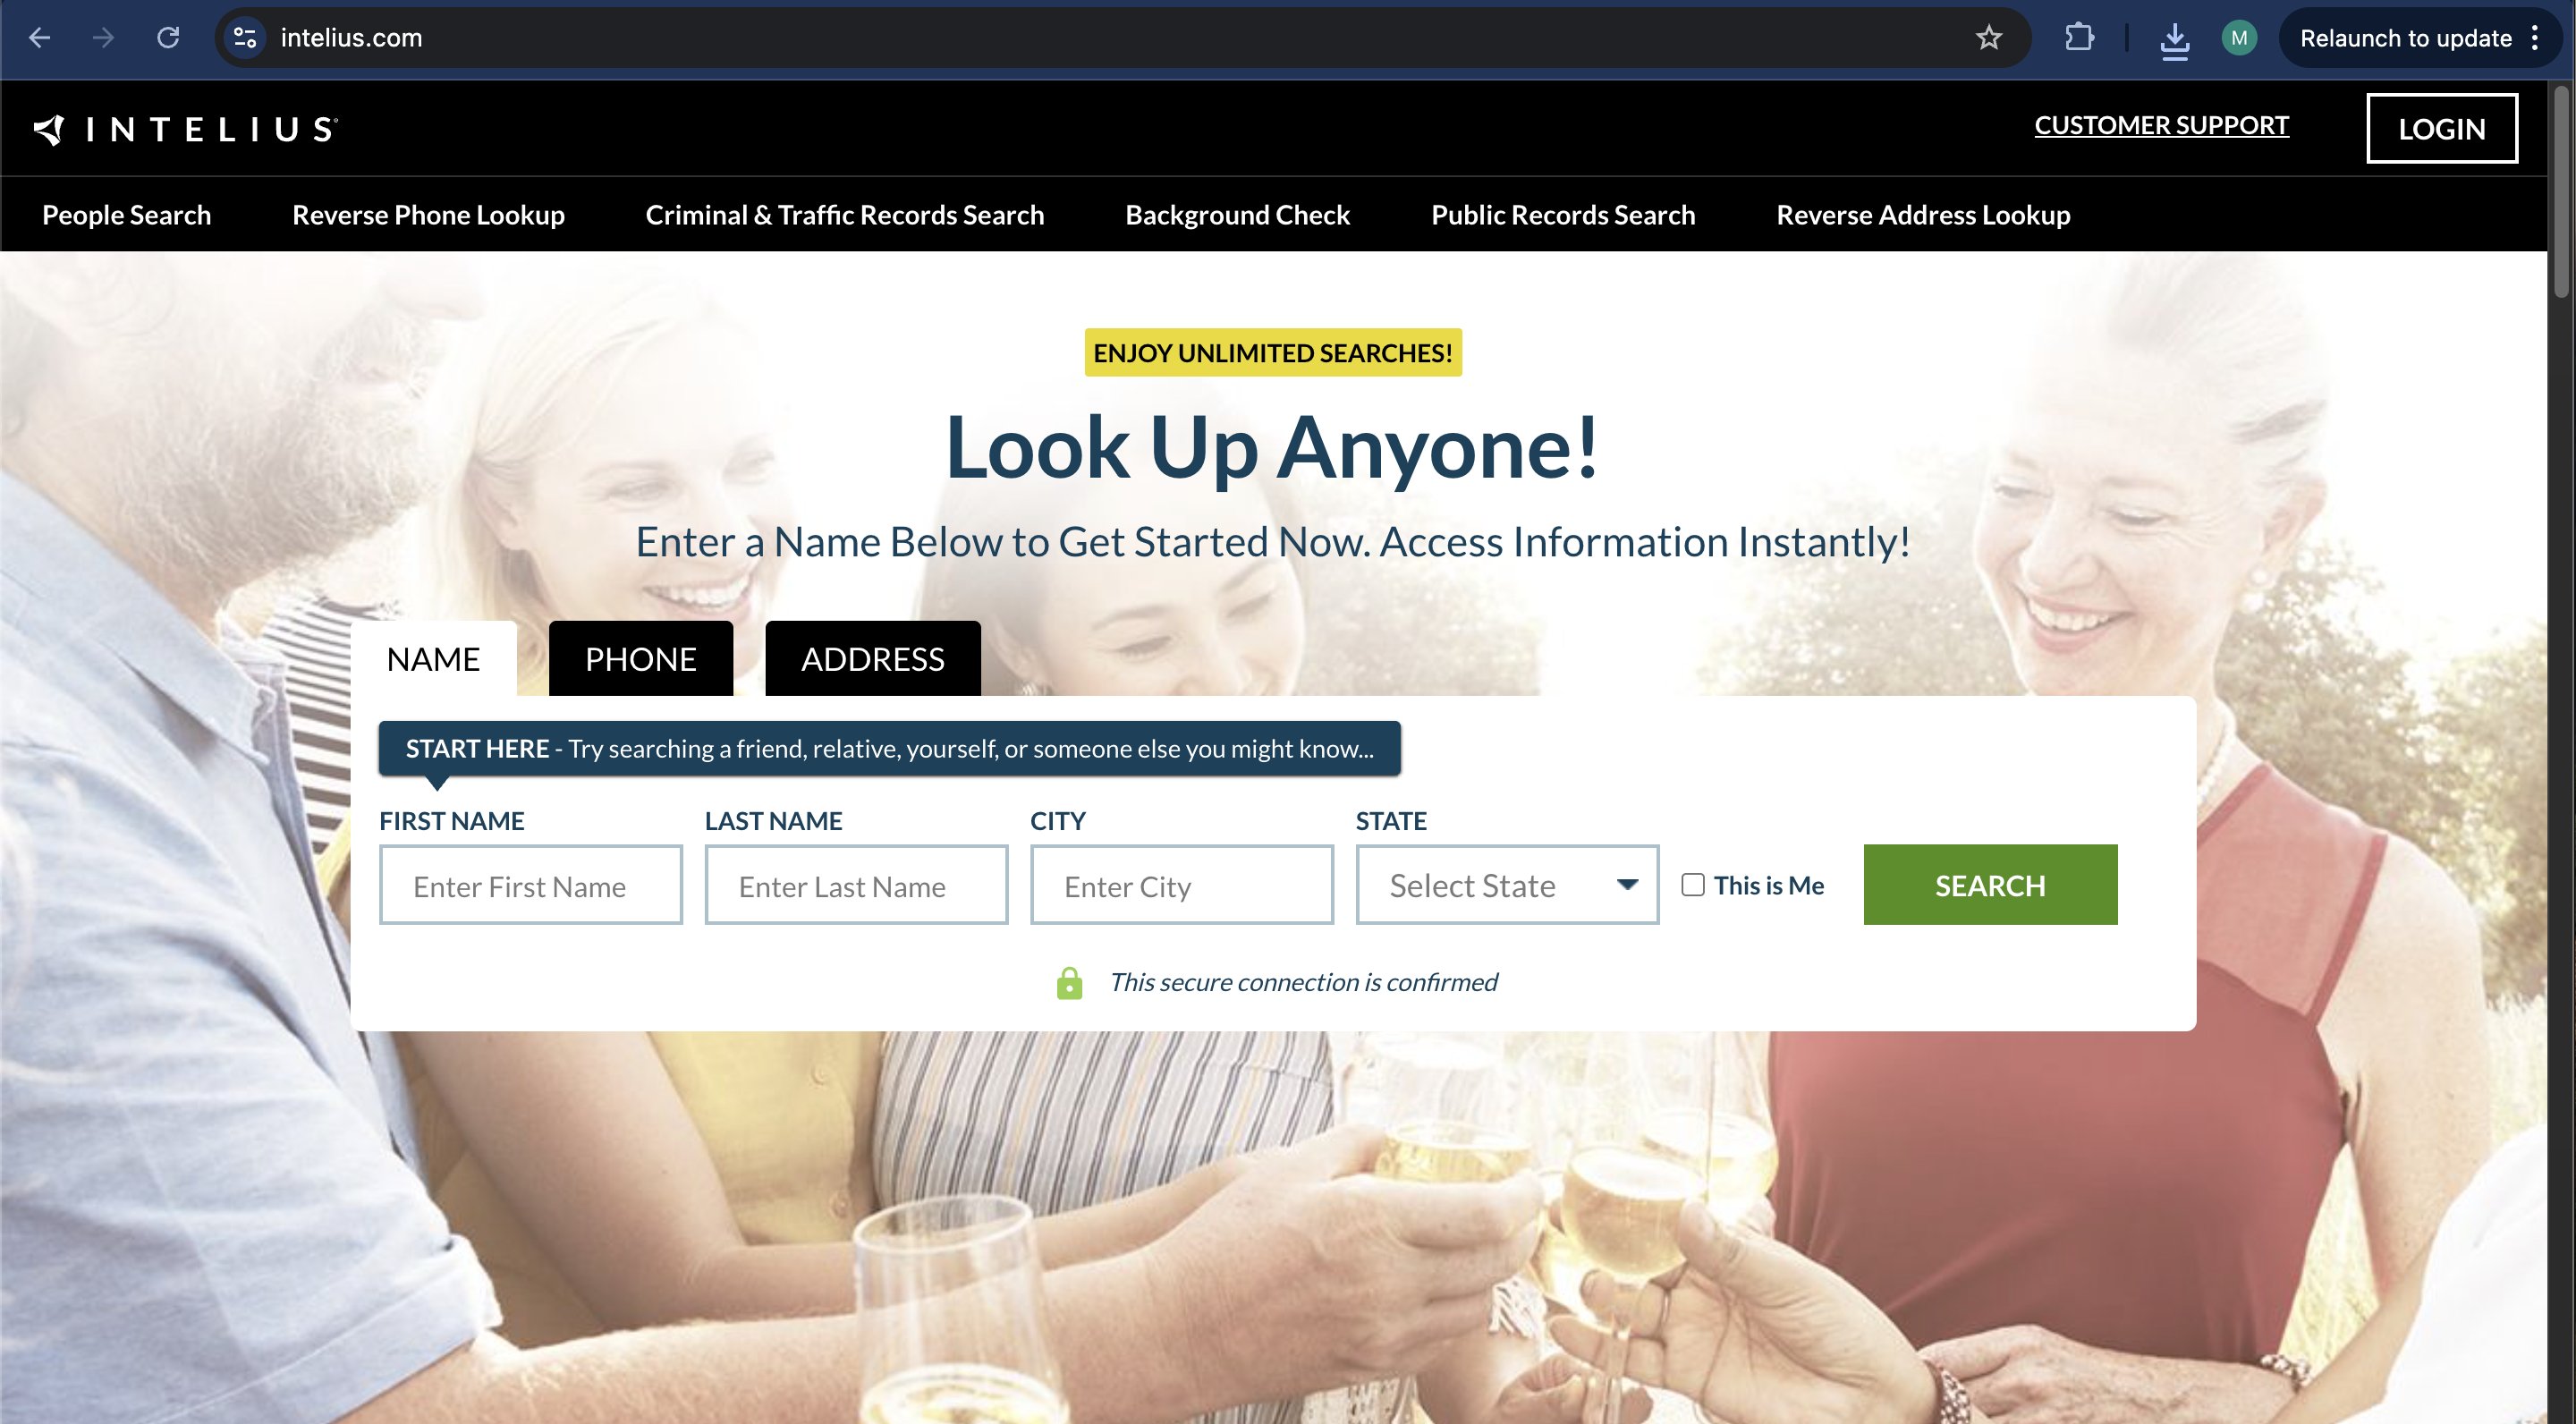 intelius.com
M
Relaunch to update
INTELIUS
CUSTOMER SUPPORT
LOGIN
People Search
Reverse Phone Lookup
Criminal & Traffic Records Search
Background Check
Public Records Search
Reverse Address Lookup
ENJOY UNLIMITED SEARCHES!
Look Up Anyone!
Enter a Name Below to Get Started Now. Access Information Instantly!
NAME
PHONE
ADDRESS
START HERE - Try searching a friend, relative, yourself, or someone else you might know...
FIRST NAME
LAST NAME
CITY
STATE
Enter First Name
Enter Last Name
Enter City
Select State
This is Me
SEARCH
This secure connection is confirmed